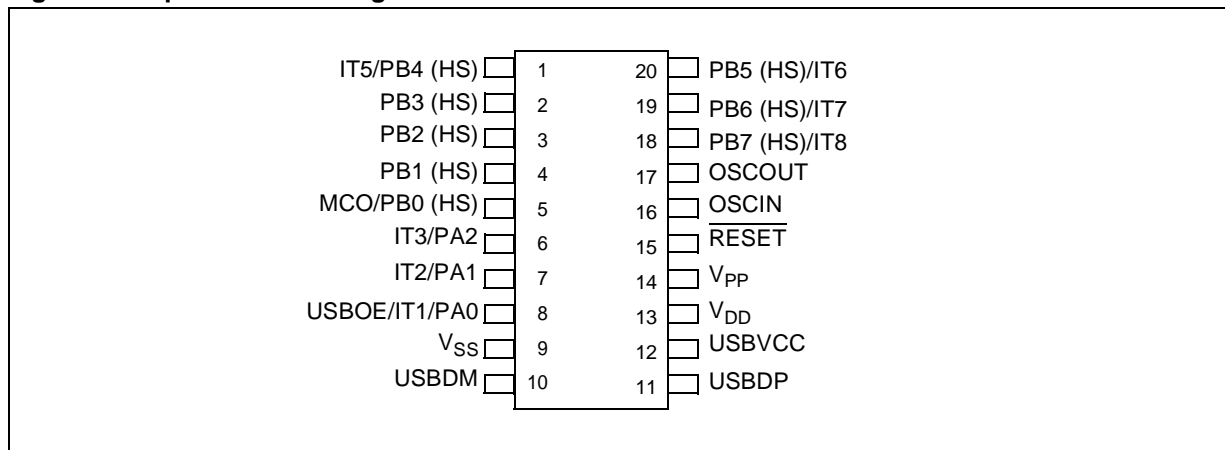 IT5/PB4 (HS) 1 20 PB5 (HS)/IT6
PB3 (HS) 2 19 PB6 (HS)/IT7
PB2 (HS) 3 18 PB7 (HS)/IT8
PB1 (HS) 4 17 OSCOUT
MCO/PB0 (HS) 5 16 OSCIN
IT3/PA2 6 15 RESET
IT2/PA1 7 14 VPP
USBOE/IT1/PA0 8 13 VDD
VSS 9 12 USBVCC
USBDM 10 11 USBDP